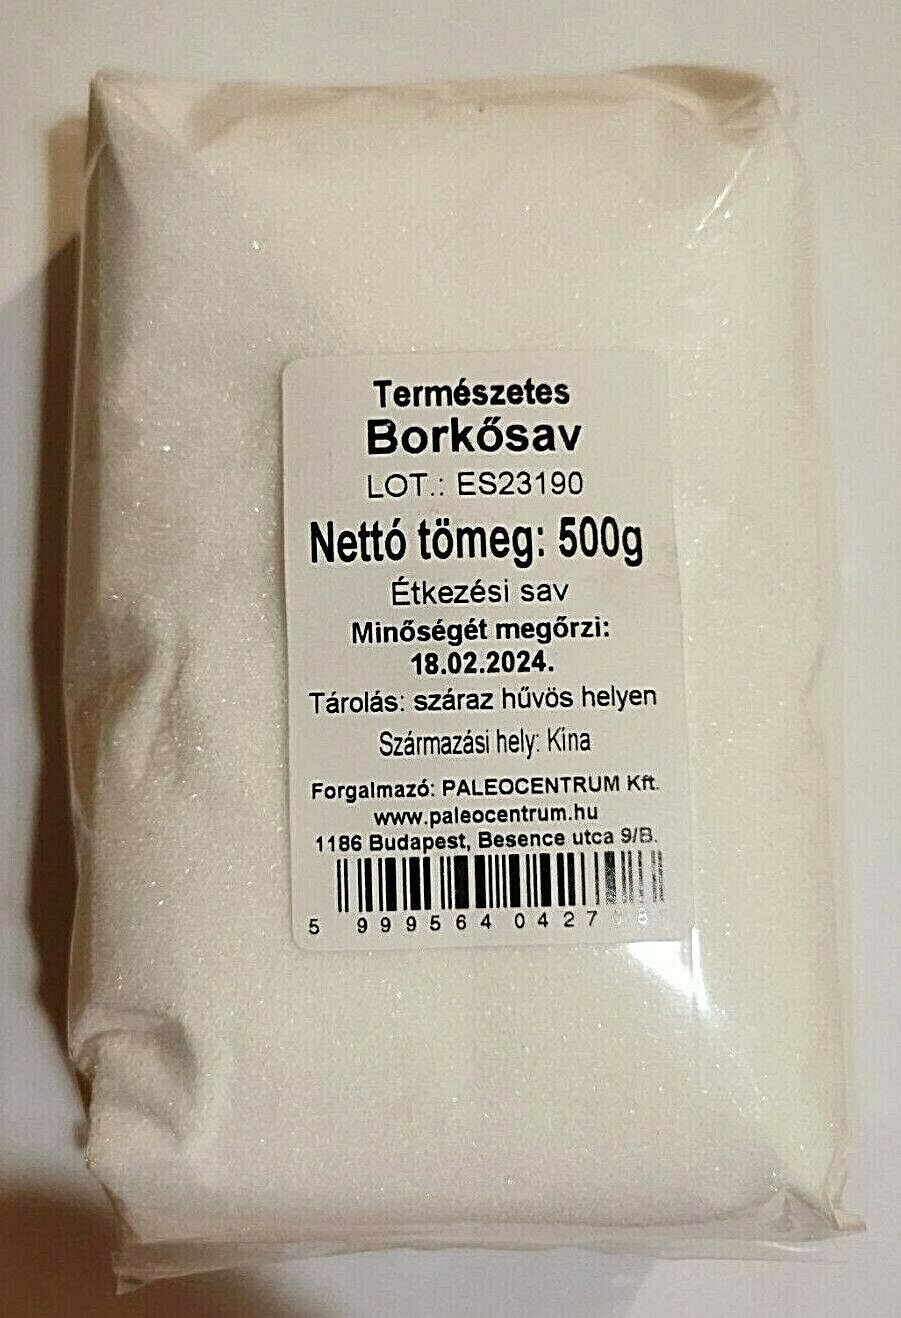 Természetes
Borkősav
LOT.: ES23190
Nettó tömeg: 500g
Étkezési sav
Minőségét megőrzi:
18.02.2024.
Tárolás: száraz hűvös helyen
Származási hely: Kína
Forgalmazó: PALEOCENTRUM Kft.
www.paleocentrum.hu
1186 Budapest, Besence utca 9/B.